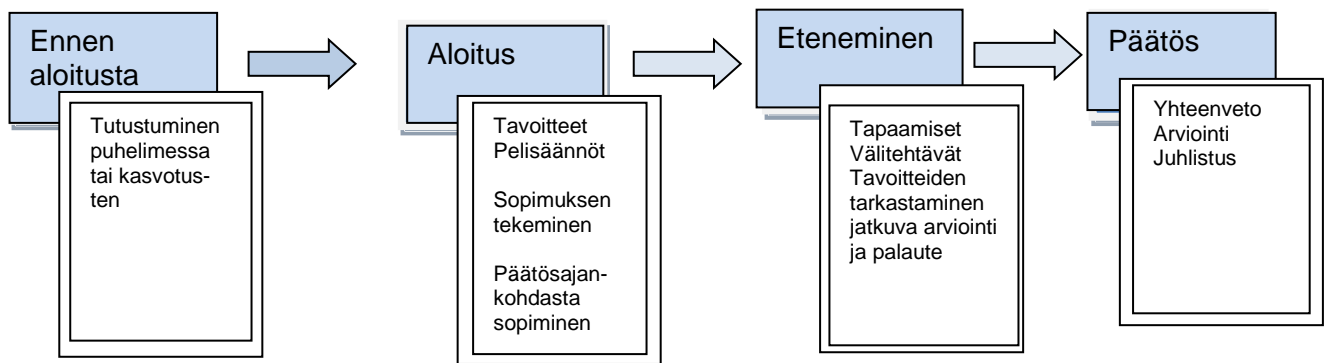 Ennen
aloitusta
Tutustuminen
puhelimessa
tai kasvotus-
ten
Aloitus
Tavoitteet
Pelisäännöt
Sopimuksen
tekeminen
Päätösajan-
kohdasta
sopiminen
Eteneminen
Tapaamiset
Välitehtävät
Tavoitteiden
tarkastaminen
jatkuva arviointi
ja palaute
Päätös
Yhteenveto
Arviointi
Juhlistus